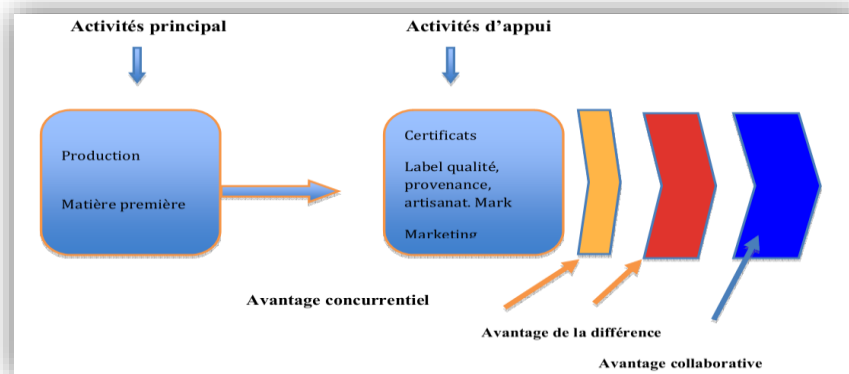 Activités principal
Activités d'appui
Production
Matière première
Certificats
Label qualité,
provenance,
artisanat. Mark
Marketing
Avantage concurrentiel
Avantage de la différence
Avantage collaborative